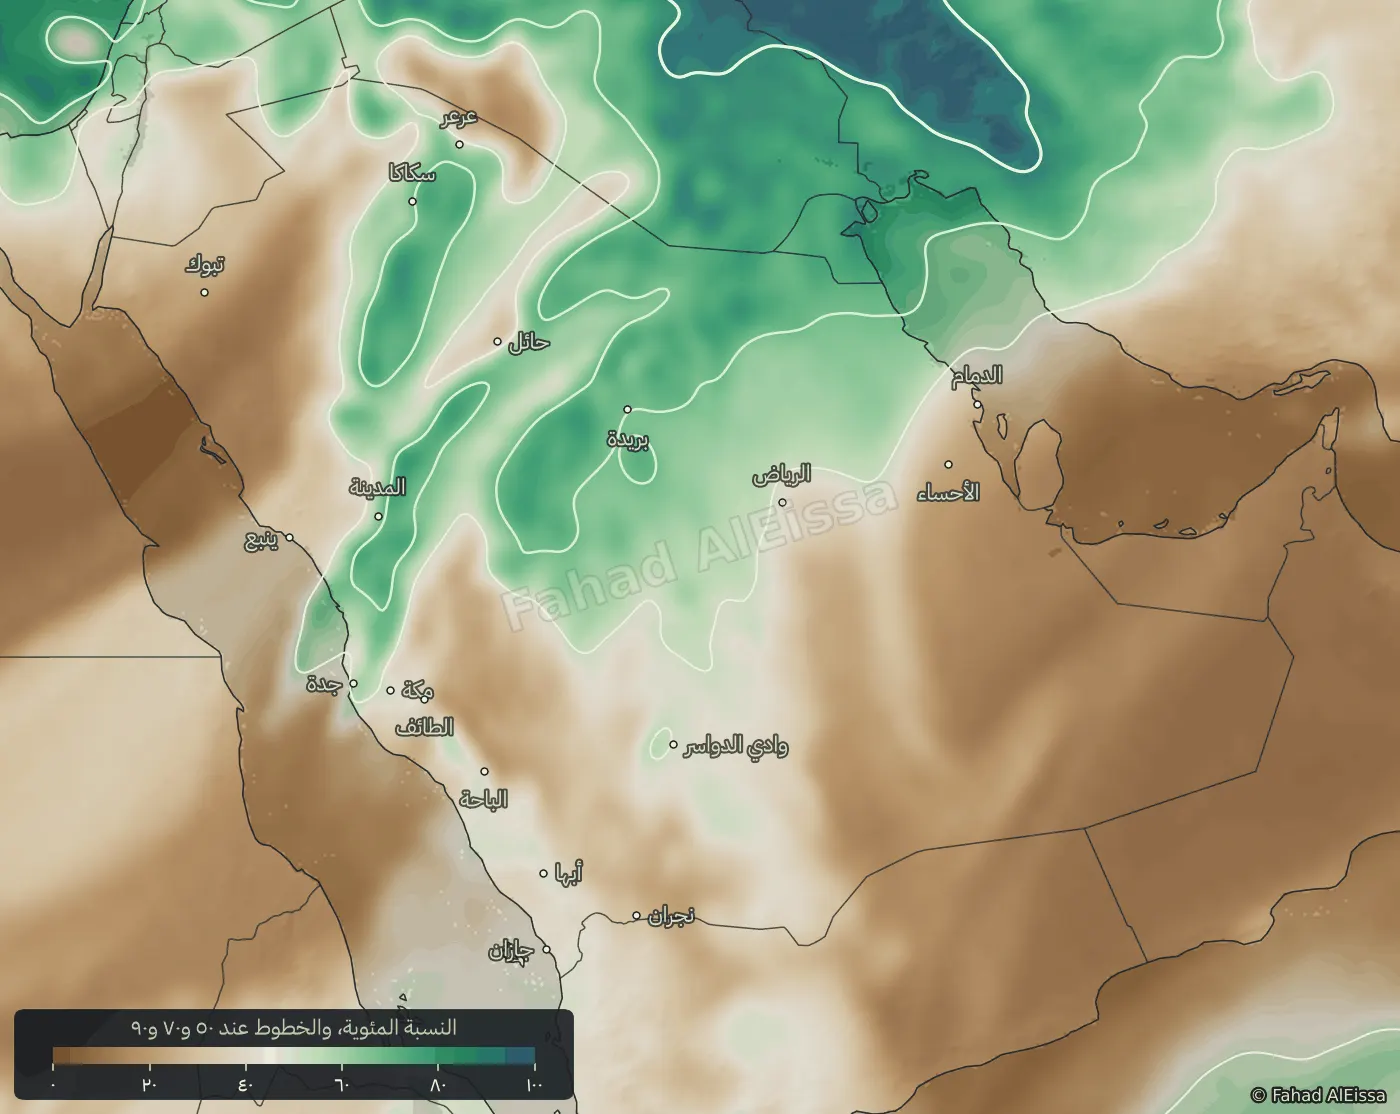 عرعر
سكاكا
تبوك
حائل
الدمام
بريدة
الرياض
الأحساء
المدينة
ينبع
Fahad AlEissa
جدة
مكة
الطائف
وادي الدواسر
الباحة
أبها
نجران
جازان
النسبة المئوية، والخطوط عند ٥٠ و٧٠ و٩٠
٠ ٢٠ ٤٠ ٦٠ ٨٠ ١٠٠
© Fahad AlEissa